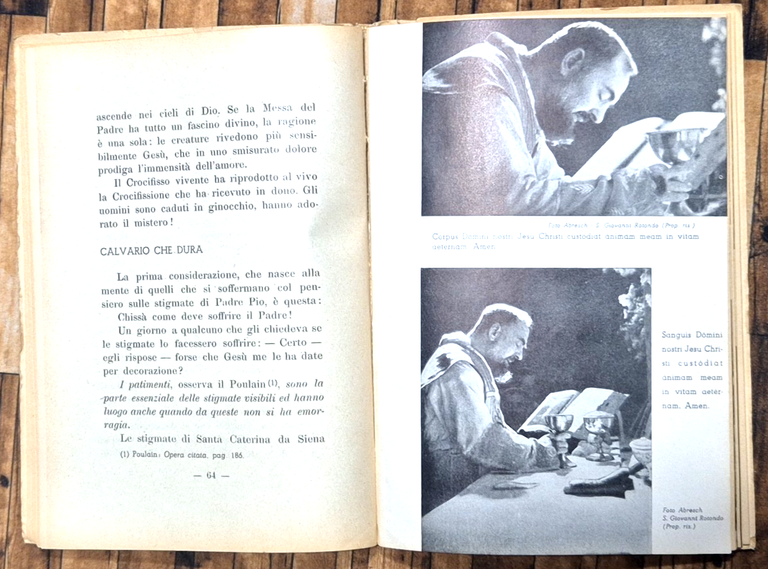 ascende nei cieli di Dio. Se la Messa del
Padre ha tutto un fascino divino, la ragione
è una sola: le creature rivedono più sensi-
bilmente Gesù, che in uno smisurato dolore
prodiga l'immensità dell'amore.
Il Crocifisso vivente ha riprodotto al vivo
la Crocifissione che ha ricevuto in dono. Gli
uomini sono caduti in ginocchio, hanno ado-
rato il mistero!
CALVARIO CHE DURA
La prima considerazione, che nasce alla
mente di quelli che si soffermano col pen-
siero sulle stigmate di Padre Pio, è questa:
Chissà come deve soffrire il Padre!
Un giorno a qualcuno che gli chiedeva se
le stigmate lo facessero soffrire: — Certo —
egli rispose — forse che Gesù me le ha date
per decorazione?
I patimenti, osserva il Poulain (1), sono la
parte essenziale delle stigmate visibili ed hanno
luogo anche quando da queste non si ha emor-
ragia.
Le stigmate di Santa Caterina da Siena
(1) Poulain: Opera citata, pag. 186.
— 64 —
Foto Abresch - S. Giovanni Rotondo (Prop. ris.)
Corpus Domini nostri Jesu Christi custodiat animam meam in vitam
aeternam. Amen.
Sanguis Domini
nostri Jesu Chri-
sti custodiat
animam meam
in vitam aeter-
nam. Amen.
Foto Abresch
S. Giovanni Rotondo
(Prop. ris.)